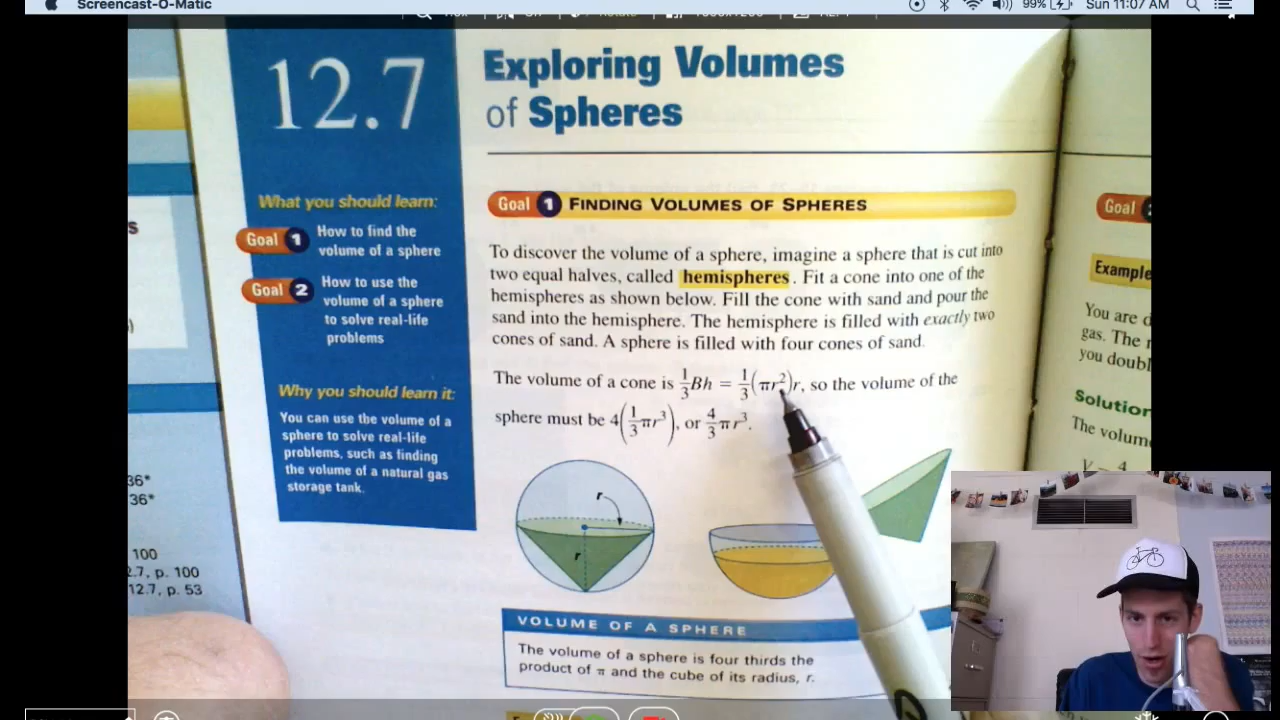 Screencast-O-Matic
99%
Sun 11:07 AM
12.7
Exploring Volumes
of Spheres
What you should learn:
Goal 1
How to find the
volume of a sphere
Goal 2
How to use the
volume of a sphere
to solve real-life
problems
Why you should learn it:
You can use the volume of a
sphere to solve real-life
problems, such as finding
the volume of a natural gas
storage tank.
Goal 1 FINDING VOLUMES OF SPHERES
To discover the volume of a sphere, imagine a sphere that is cut into
two equal halves, called hemispheres. Fit a cone into one of the
hemispheres as shown below. Fill the cone with sand and pour the
sand into the hemisphere. The hemisphere is filled with exactly two
cones of sand. A sphere is filled with four cones of sand.
The volume of a cone is 1/3 Bh = 1/3 (πr²)r, so the volume of the
sphere must be 4(1/3 πr³), or 4/3 πr³.
r
r
VOLUME OF A SPHERE
The volume of a sphere is four thirds the
product of π and the cube of its radius, r.
36*
36*
100
2.7, p. 100
12.7, p. 53
Goal
Example
You are
gas. The
you doubl
Solution
The volum